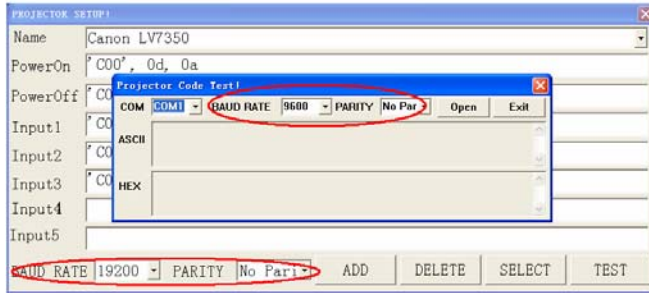 PROJECTOR SETUP!
Name Canon LV7350
PowerOn 'C00', 0d, 0a
PowerOff 'C0
Projector Code Test!
COM COM1 BAUD RATE 9600 PARITY No Par Open Exit
Input1 'C0
ASCII
Input2 'C0
Input3 'C0
HEX
Input4
Input5
BAUD RATE 19200 PARITY No Pari ADD DELETE SELECT TEST